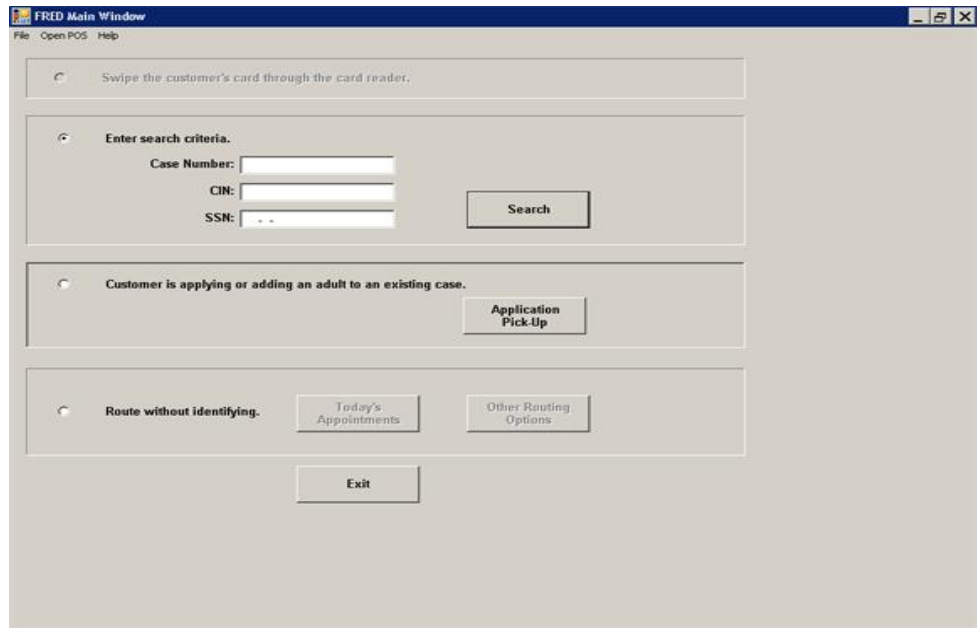 FRED Main Window
File Open POS Help
Swipe the customer's card through the card reader.
Enter search criteria.
Case Number:
CIN:
SSN: - -
Search
Customer is applying or adding an adult to an existing case.
Application
Pick-Up
Route without identifying.
Today's
Appointments
Other Routing
Options
Exit